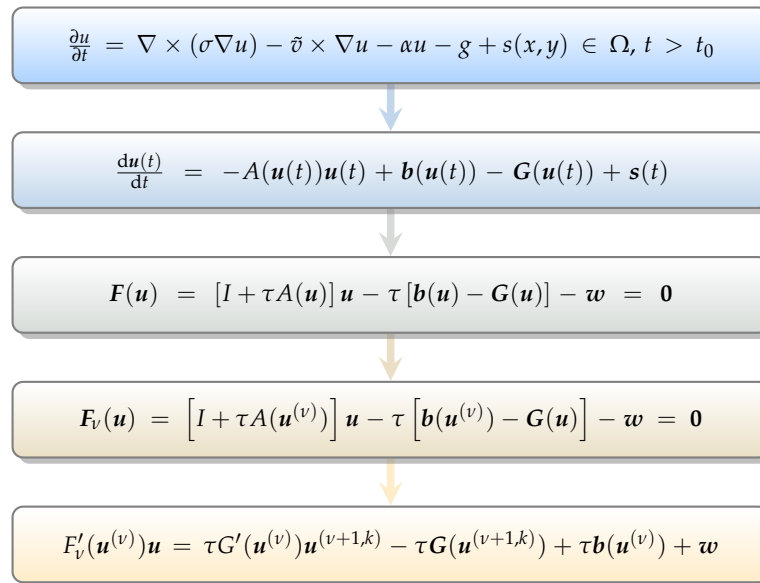 ∂u/∂t = ∇ × (σ∇u) − ṽ × ∇u − αu − g + s(x, y) ∈ Ω, t > t₀
du(t)/dt = −A(u(t))u(t) + b(u(t)) − G(u(t)) + s(t)
F(u) = [I + τA(u)] u − τ [b(u) − G(u)] − w = 0
F_ν(u) = [I + τA(u^(ν))] u − τ [b(u^(ν)) − G(u)] − w = 0
F′_ν(u^(ν))u = τG′(u^(ν))u^(ν+1,k) − τG(u^(ν+1,k)) + τb(u^(ν)) + w